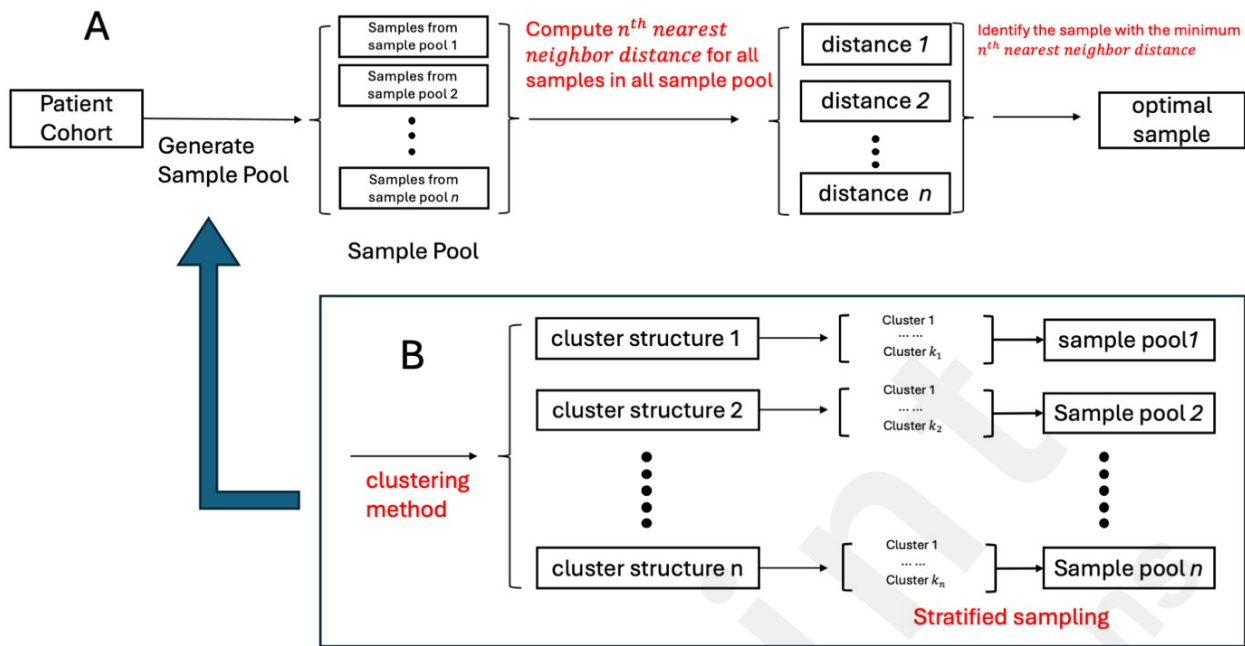 A
Patient
Cohort
Generate
Sample Pool
Samples from
sample pool 1
Samples from
sample pool 2
Samples from
sample pool n
Sample Pool
Compute nᵗʰ nearest
neighbor distance for all
samples in all sample pool
distance 1
distance 2
distance n
Identify the sample with the minimum
nᵗʰ nearest neighbor distance
optimal
sample
B
clustering
method
cluster structure 1
Cluster 1
... ...
Cluster k₁
sample pool1
cluster structure 2
Cluster 1
... ...
Cluster k₂
Sample pool 2
cluster structure n
Cluster 1
... ...
Cluster kₙ
Sample pool n
Stratified sampling